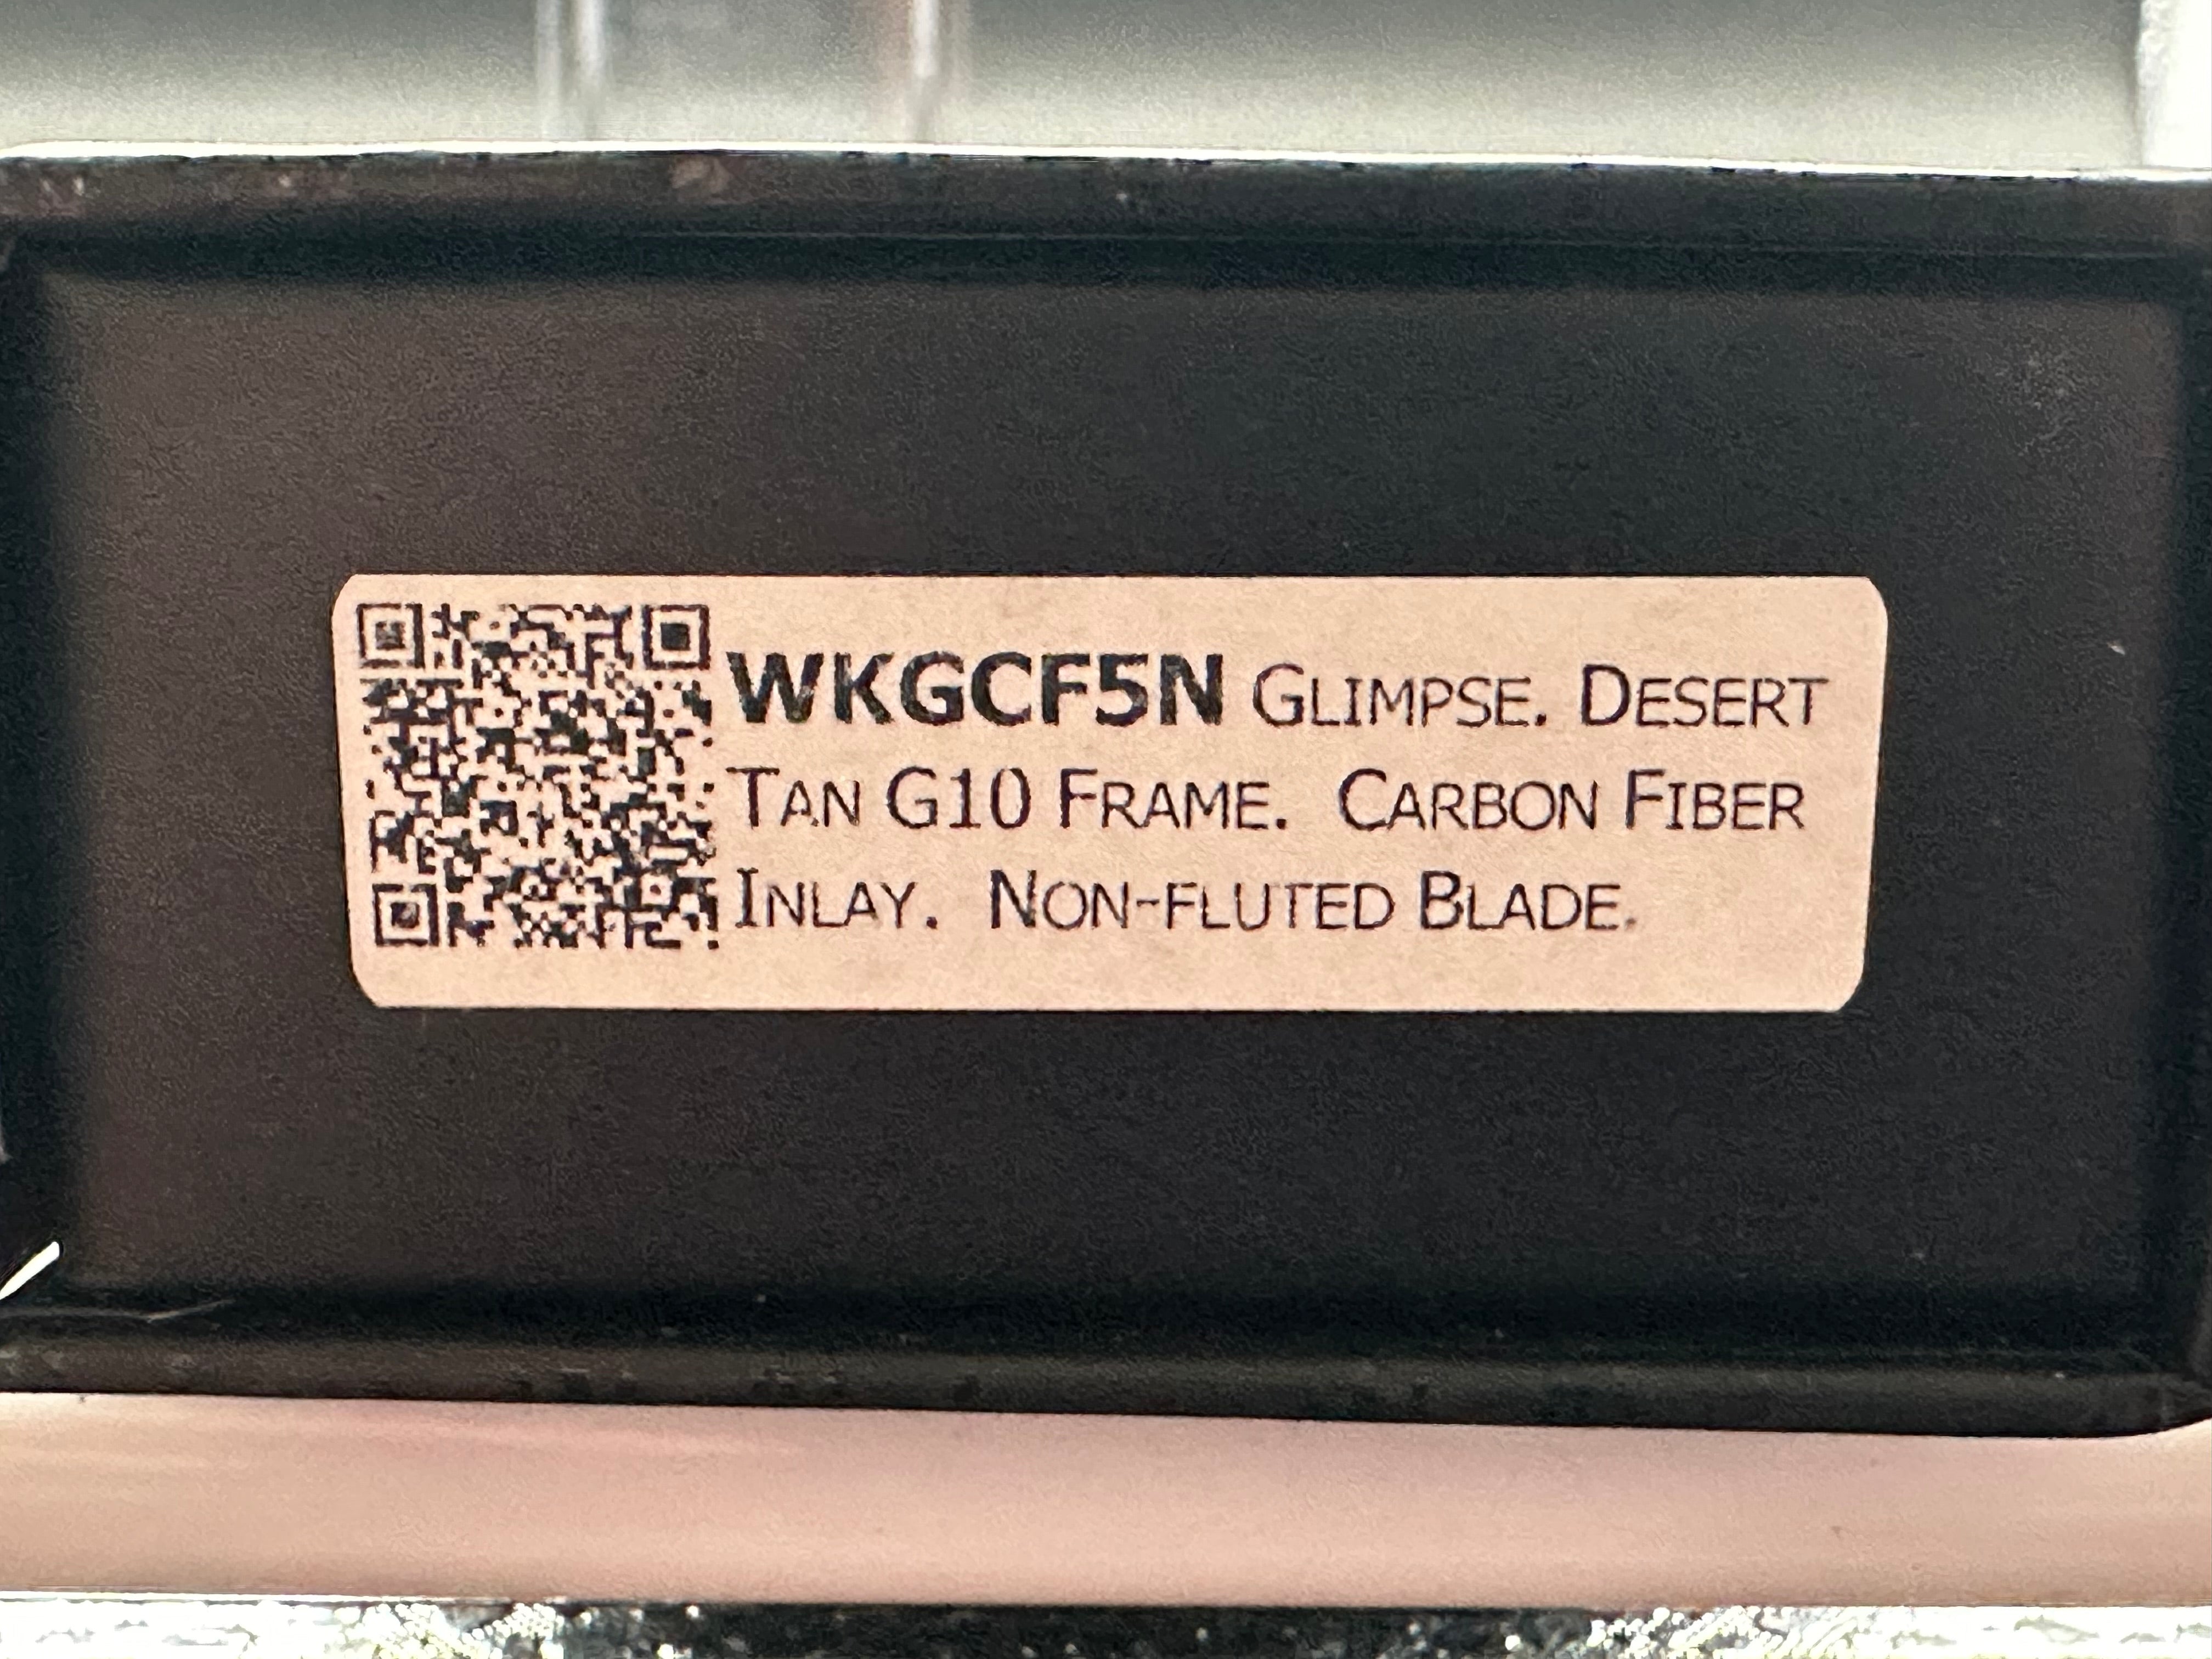 WKGCF5N GLIMPSE. DESERT
TAN G10 FRAME. CARBON FIBER
INLAY. NON-FLUTED BLADE.